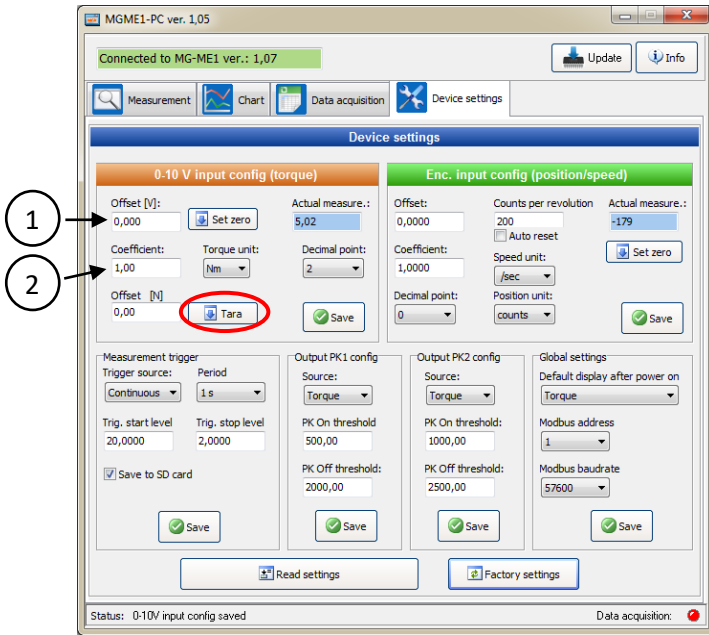 MGME1-PC ver. 1,05
Connected to MG-ME1 ver.: 1,07
Update
Info
Measurement
Chart
Data acquisition
Device settings
Device settings
0-10 V input config (torque)
Offset [V]:
0,000
Set zero
Actual measure.:
5,02
Coefficient:
1,00
Torque unit:
Nm
Decimal point:
2
Offset [N]
0,00
Tara
Save
Enc. input config (position/speed)
Offset:
0,0000
Counts per revolution
200
Auto reset
Actual measure.:
-179
Set zero
Coefficient:
1,0000
Speed unit:
/sec
Decimal point:
0
Position unit:
counts
Save
1
2
Measurement trigger
Trigger source:
Continuous
Period
1 s
Trig. start level
20,0000
Trig. stop level
2,0000
Save to SD card
Save
Output PK1 config
Source:
Torque
PK On threshold
500,00
PK Off threshold:
2000,00
Save
Output PK2 config
Source:
Torque
PK On threshold:
1000,00
PK Off threshold:
2500,00
Save
Global settings
Default display after power on
Torque
Modbus address
1
Modbus baudrate
57600
Save
Read settings
Factory settings
Status: 0-10V input config saved
Data acquisition: